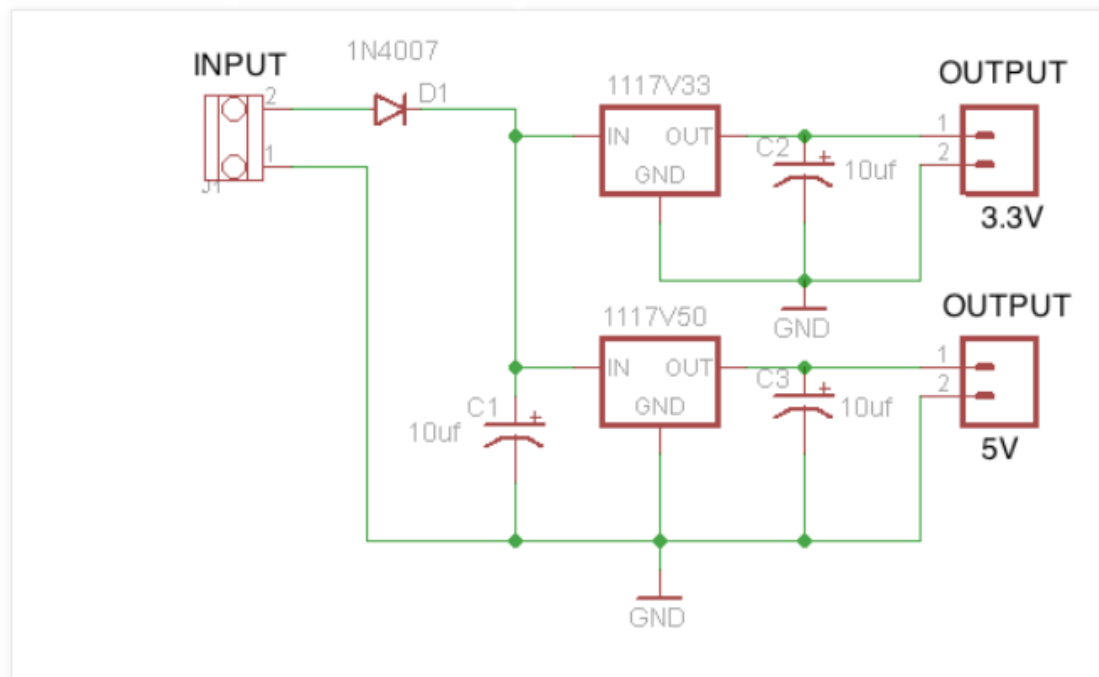 1N4007
INPUT
D1
2
1
J1
1117V33
IN
OUT
GND
C2
+
10uf
OUTPUT
1
2
3.3V
GND
1117V50
IN
OUT
GND
C3
+
10uf
OUTPUT
1
2
5V
C1
+
10uf
GND